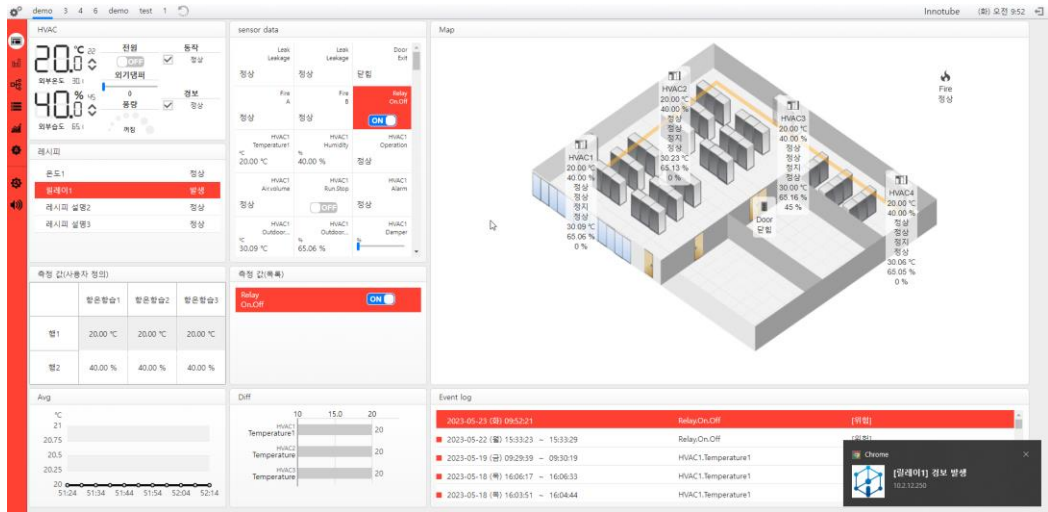 demo 3 4 6 demo test 1
Innotube (화) 오전 9:52
HVAC
20.0 ℃ 22
외부온도 30.1
40.0 % 45
외부습도 65.1
전원
OFF
외기댐퍼
0
풍량
꺼짐
동작
정상
경보
정상
레시피
온도1 정상
릴레이1 발생
레시피 설명2 정상
레시피 설명3 정상
측정 값(사용자 정의)
항온항습1 항온항습2 항온항습3
행1 20.00 ℃ 20.00 ℃ 20.00 ℃
행2 40.00 % 40.00 % 40.00 %
Avg
℃
21
20.75
20.5
20.25
20
51:24 51:34 51:44 51:54 52:04 52:14
sensor data
Leak Leakage
정상
Leak Leakage
정상
Door Exit
닫힘
Fire A
정상
Fire B
정상
Relay On.Off
ON
HVAC1 Temperature1
℃
20.00 ℃
HVAC1 Humidity
%
40.00 %
HVAC1 Operation
정상
HVAC1 Airvolume
정상
HVAC1 Run.Stop
OFF
HVAC1 Alarm
정상
HVAC1 Outdoor...
℃
30.09 ℃
HVAC1 Outdoor...
%
65.06 %
HVAC1 Damper
%
측정 값(목록)
Relay
On.Off
ON
Diff
10 15.0 20
HVAC1
Temperature1
20
HVAC2
Temperature
20
HVAC3
Temperature
20
Map
HVAC1
20.00 ℃
40.00 %
정상
정상
정지
정상
30.09 ℃
65.06 %
0 %
HVAC2
20.00 ℃
40.00 %
정상
정상
정지
정상
30.23 ℃
65.13 %
0 %
HVAC3
20.00 ℃
40.00 %
정상
정상
정지
정상
30.00 ℃
65.16 %
45 %
Door
닫힘
HVAC4
20.00 ℃
40.00 %
정상
정상
정지
정상
30.06 ℃
65.05 %
0 %
Fire
정상
Event log
2023-05-23 (화) 09:52:21 Relay.On.Off [위험]
2023-05-22 (월) 15:33:23 ~ 15:33:29 Relay.On.Off [위험]
2023-05-19 (금) 09:29:39 ~ 09:30:19 HVAC1.Temperature1
2023-05-18 (목) 16:06:17 ~ 16:06:33 HVAC1.Temperature1
2023-05-18 (목) 16:03:51 ~ 16:04:44 HVAC1.Temperature1
Chrome
[릴레이1] 경보 발생
10.2.12.250